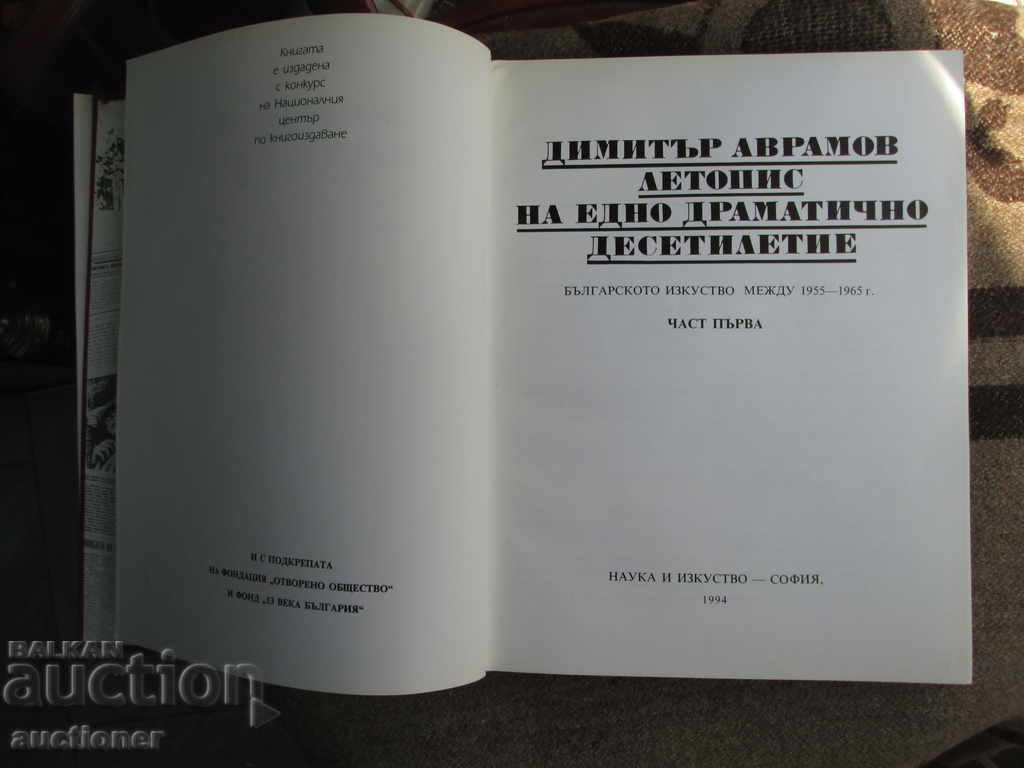 Книгата
е издадена
с конкурс
на Националния
център
по книгоиздаване
И С ПОДКРЕПАТА
НА ФОНДАЦИЯ „ОТВОРЕНО ОБЩЕСТВО“
И ФОНД „13 ВЕКА БЪЛГАРИЯ“
ДИМИТЪР АВРАМОВ
ЛЕТОПИС
НА ЕДНО ДРАМАТИЧНО
ДЕСЕТИЛЕТИЕ
БЪЛГАРСКОТО ИЗКУСТВО МЕЖДУ 1955—1965 г.
ЧАСТ ПЪРВА
НАУКА И ИЗКУСТВО — СОФИЯ,
1994
BALKAN
auction
auctioner